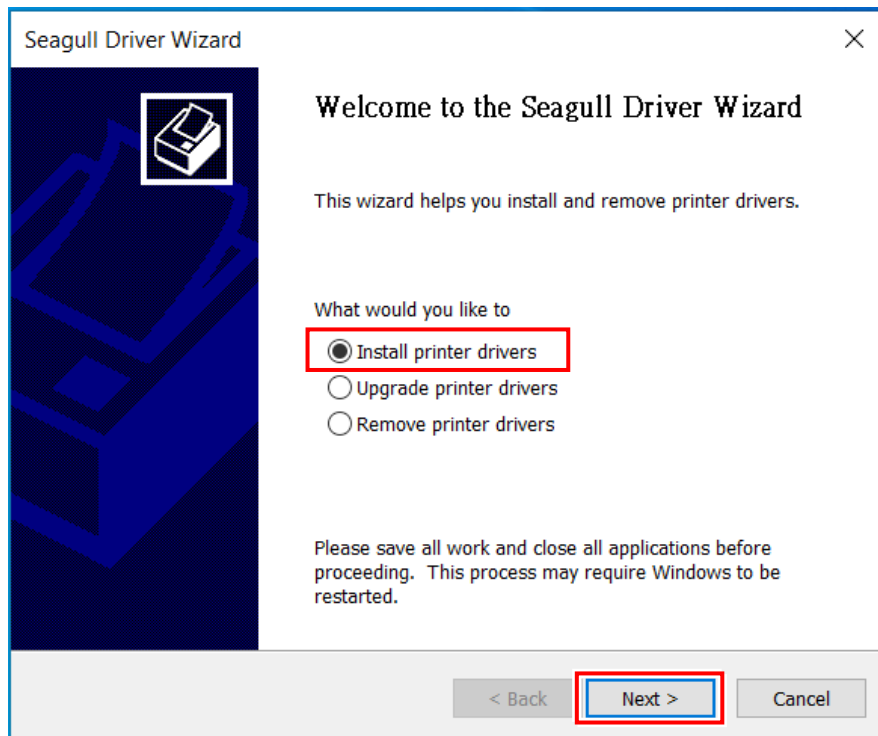 Seagull Driver Wizard
Welcome to the Seagull Driver Wizard
This wizard helps you install and remove printer drivers.
What would you like to
Install printer drivers
Upgrade printer drivers
Remove printer drivers
Please save all work and close all applications before
proceeding.  This process may require Windows to be
restarted.
< Back
Next >
Cancel